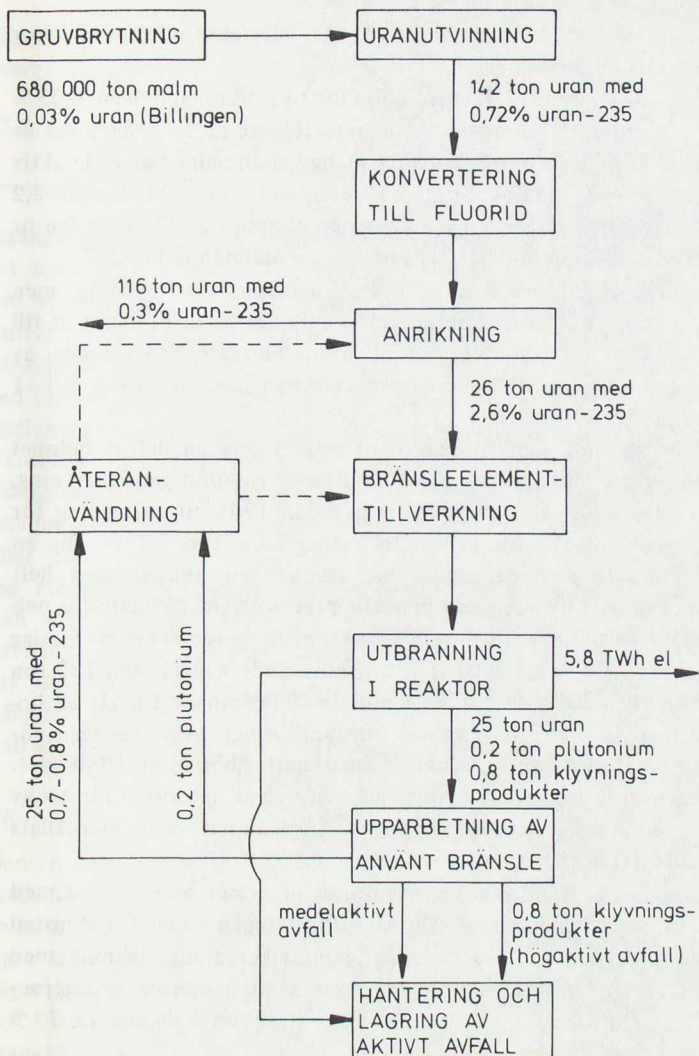 GRUVBRYTNING
URANUTVINNING
680 000 ton malm
0,03% uran (Billingen)
142 ton uran med
0,72% uran-235
KONVERTERING
TILL FLUORID
116 ton uran med
0,3% uran-235
ANRIKNING
26 ton uran med
2,6% uran-235
ÅTERAN-
VÄNDNING
BRÄNSLEELEMENT-
TILLVERKNING
25 ton uran med
0,7 - 0,8% uran-235
0,2 ton plutonium
UTBRÄNNING
I REAKTOR
5,8 TWh el
25 ton uran
0,2 ton plutonium
0,8 ton klyvnings-
produkter
UPPARBETNING AV
ANVÄNT BRÄNSLE
medelaktivt
avfall
0,8 ton klyvnings-
produkter
(högaktivt avfall)
HANTERING OCH
LAGRING AV
AKTIVT AVFALL